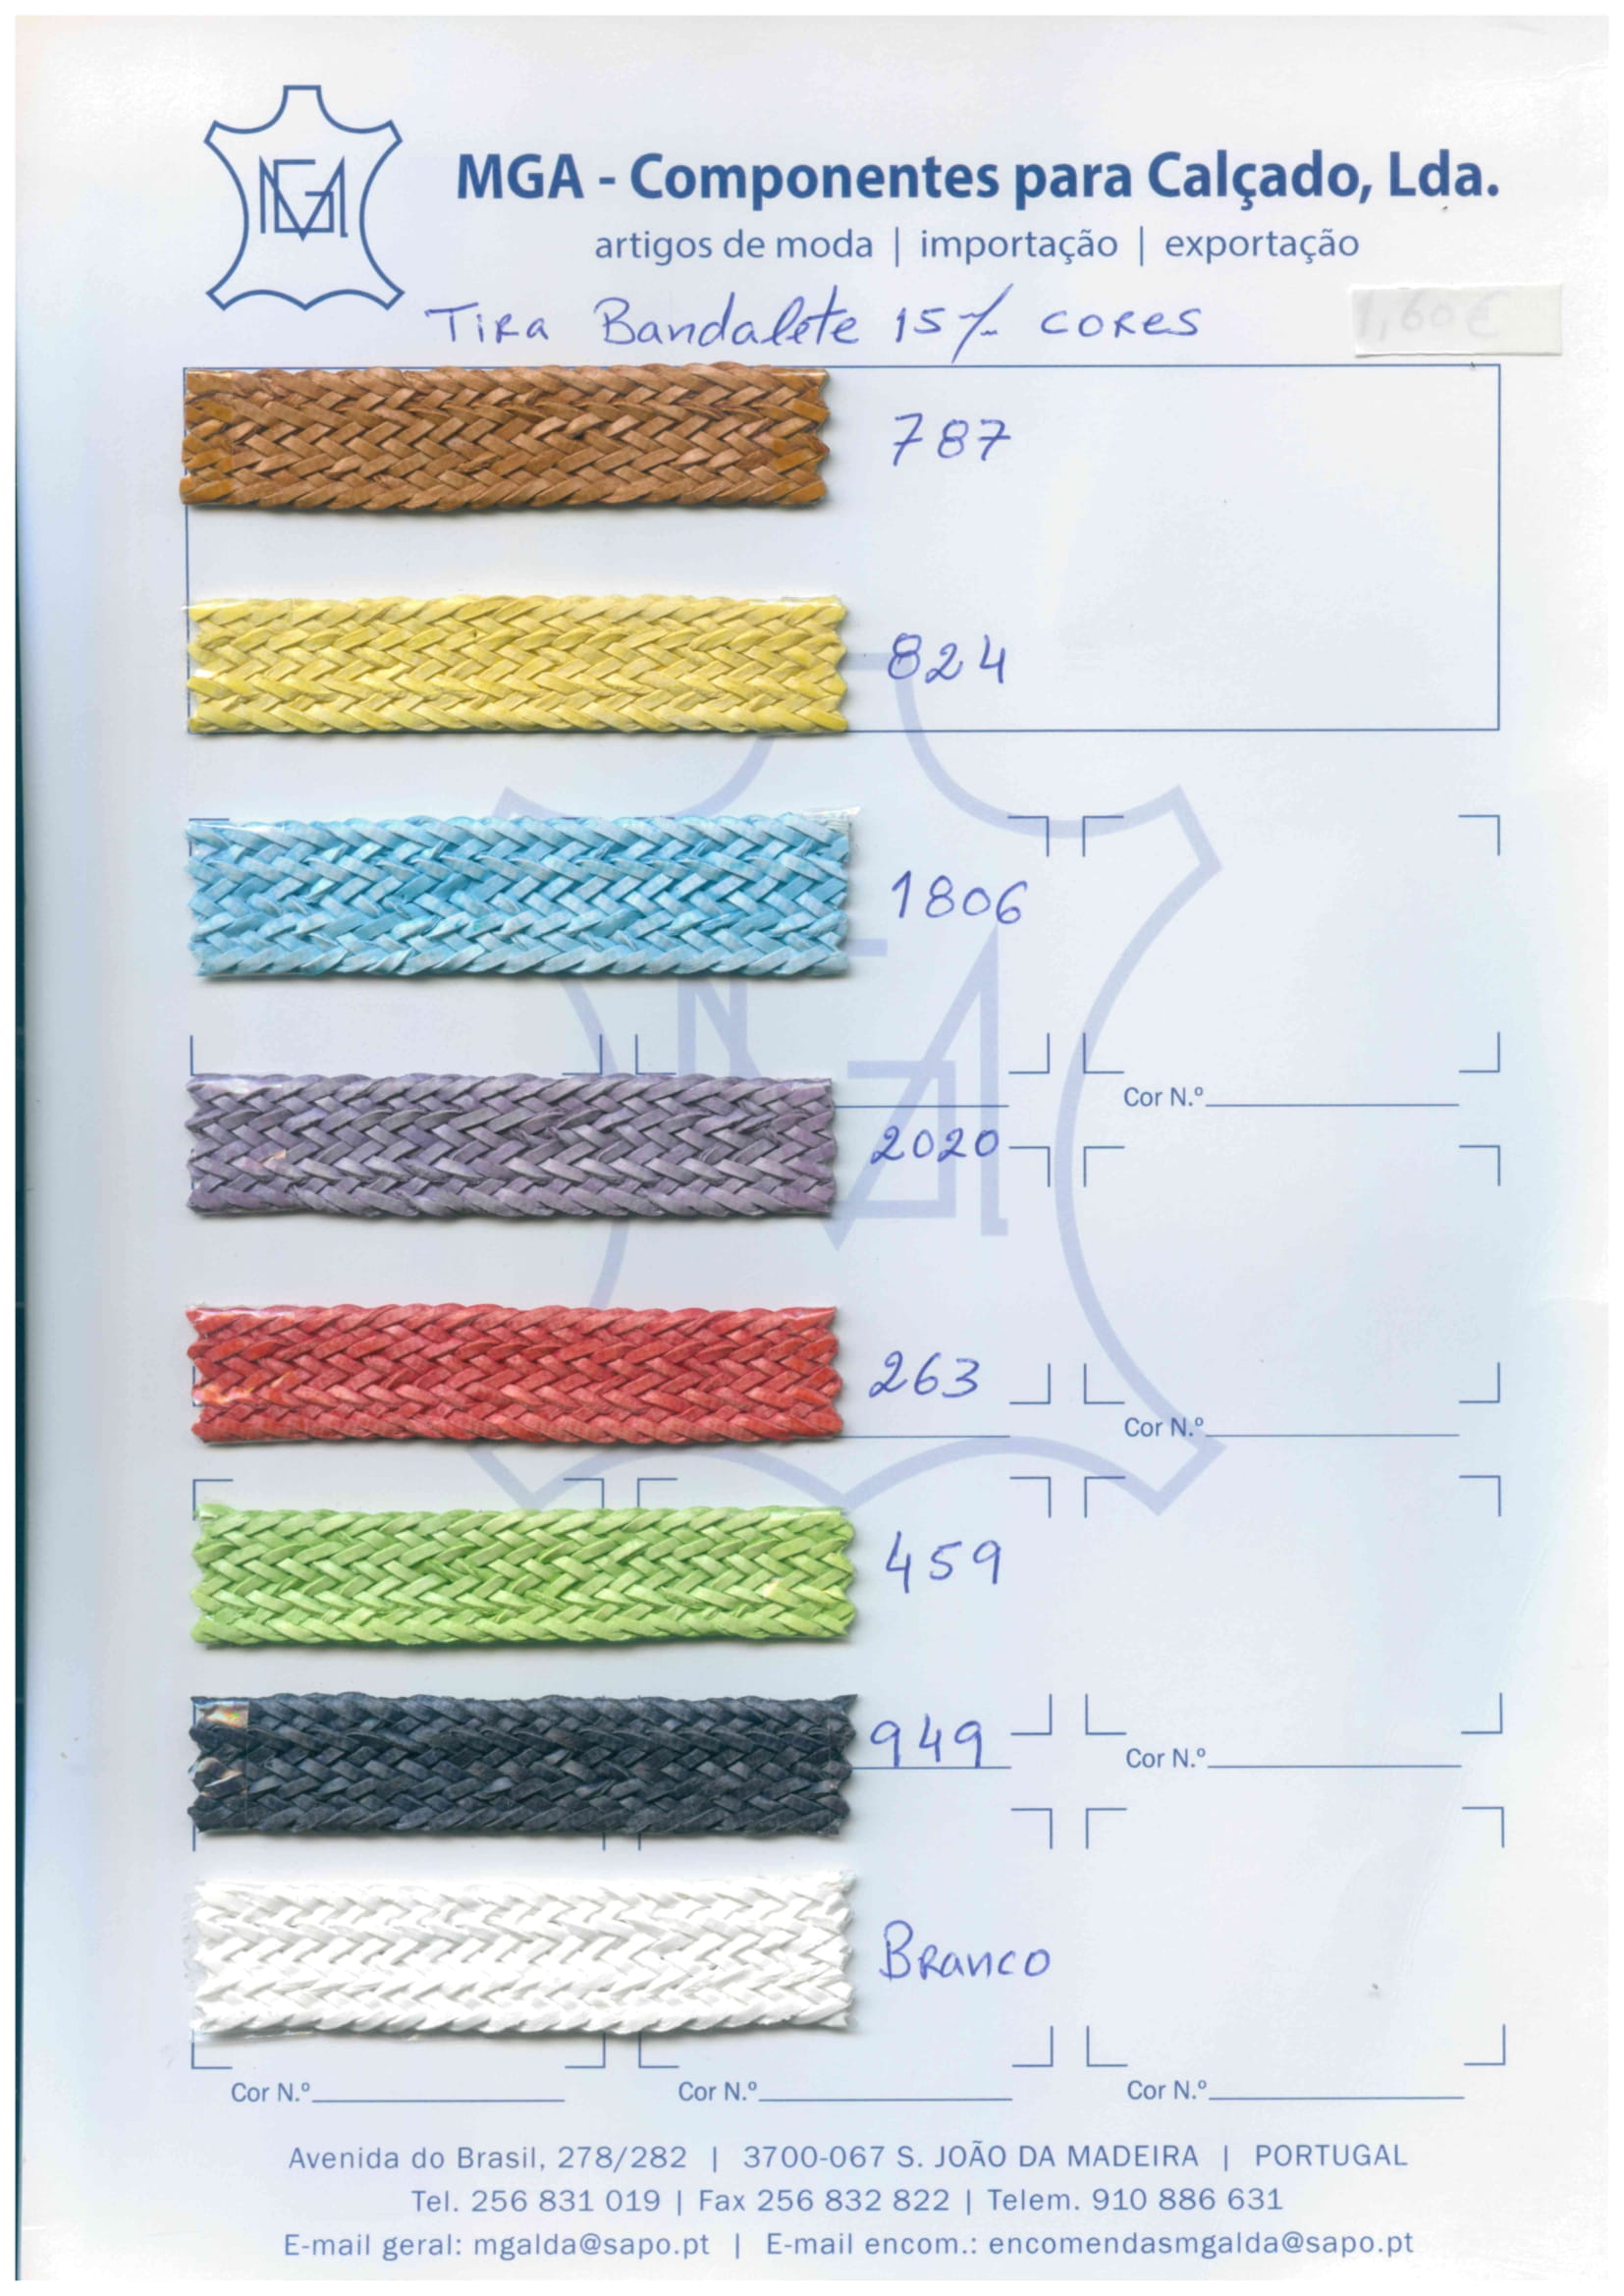 MGA - Componentes para Calçado, Lda.
artigos de moda | importação | exportação
Tira Bandalete 15 cores
1,60€
787
824
1806
Cor N.º
2020
263
Cor N.º
459
949
Cor N.º
Branco
Cor N.º Cor N.º Cor N.º
Avenida do Brasil, 278/282 | 3700-067 S. JOÃO DA MADEIRA | PORTUGAL
Tel. 256 831 019 | Fax 256 832 822 | Telem. 910 886 631
E-mail geral: mgalda@sapo.pt | E-mail encom.: encomendasmgalda@sapo.pt